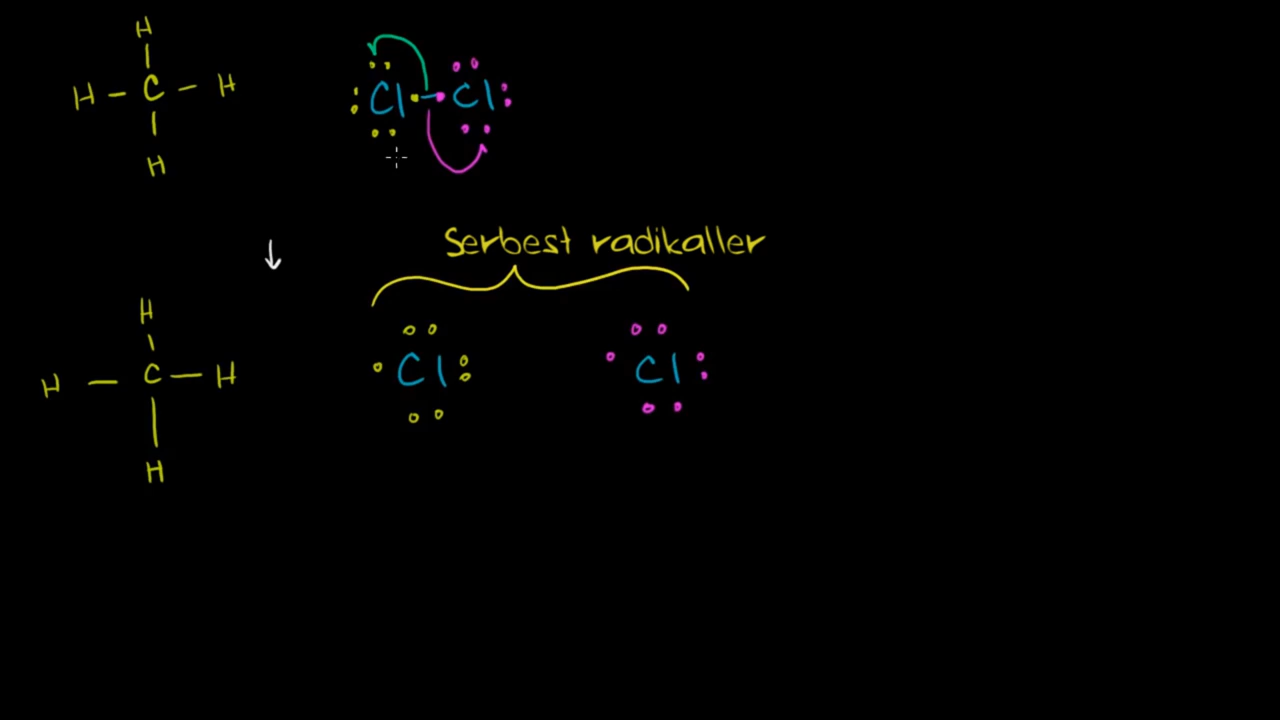 H
H - C - H Cl - Cl
H
↓
Serbest radikaller
H
H - C - H Cl Cl
H